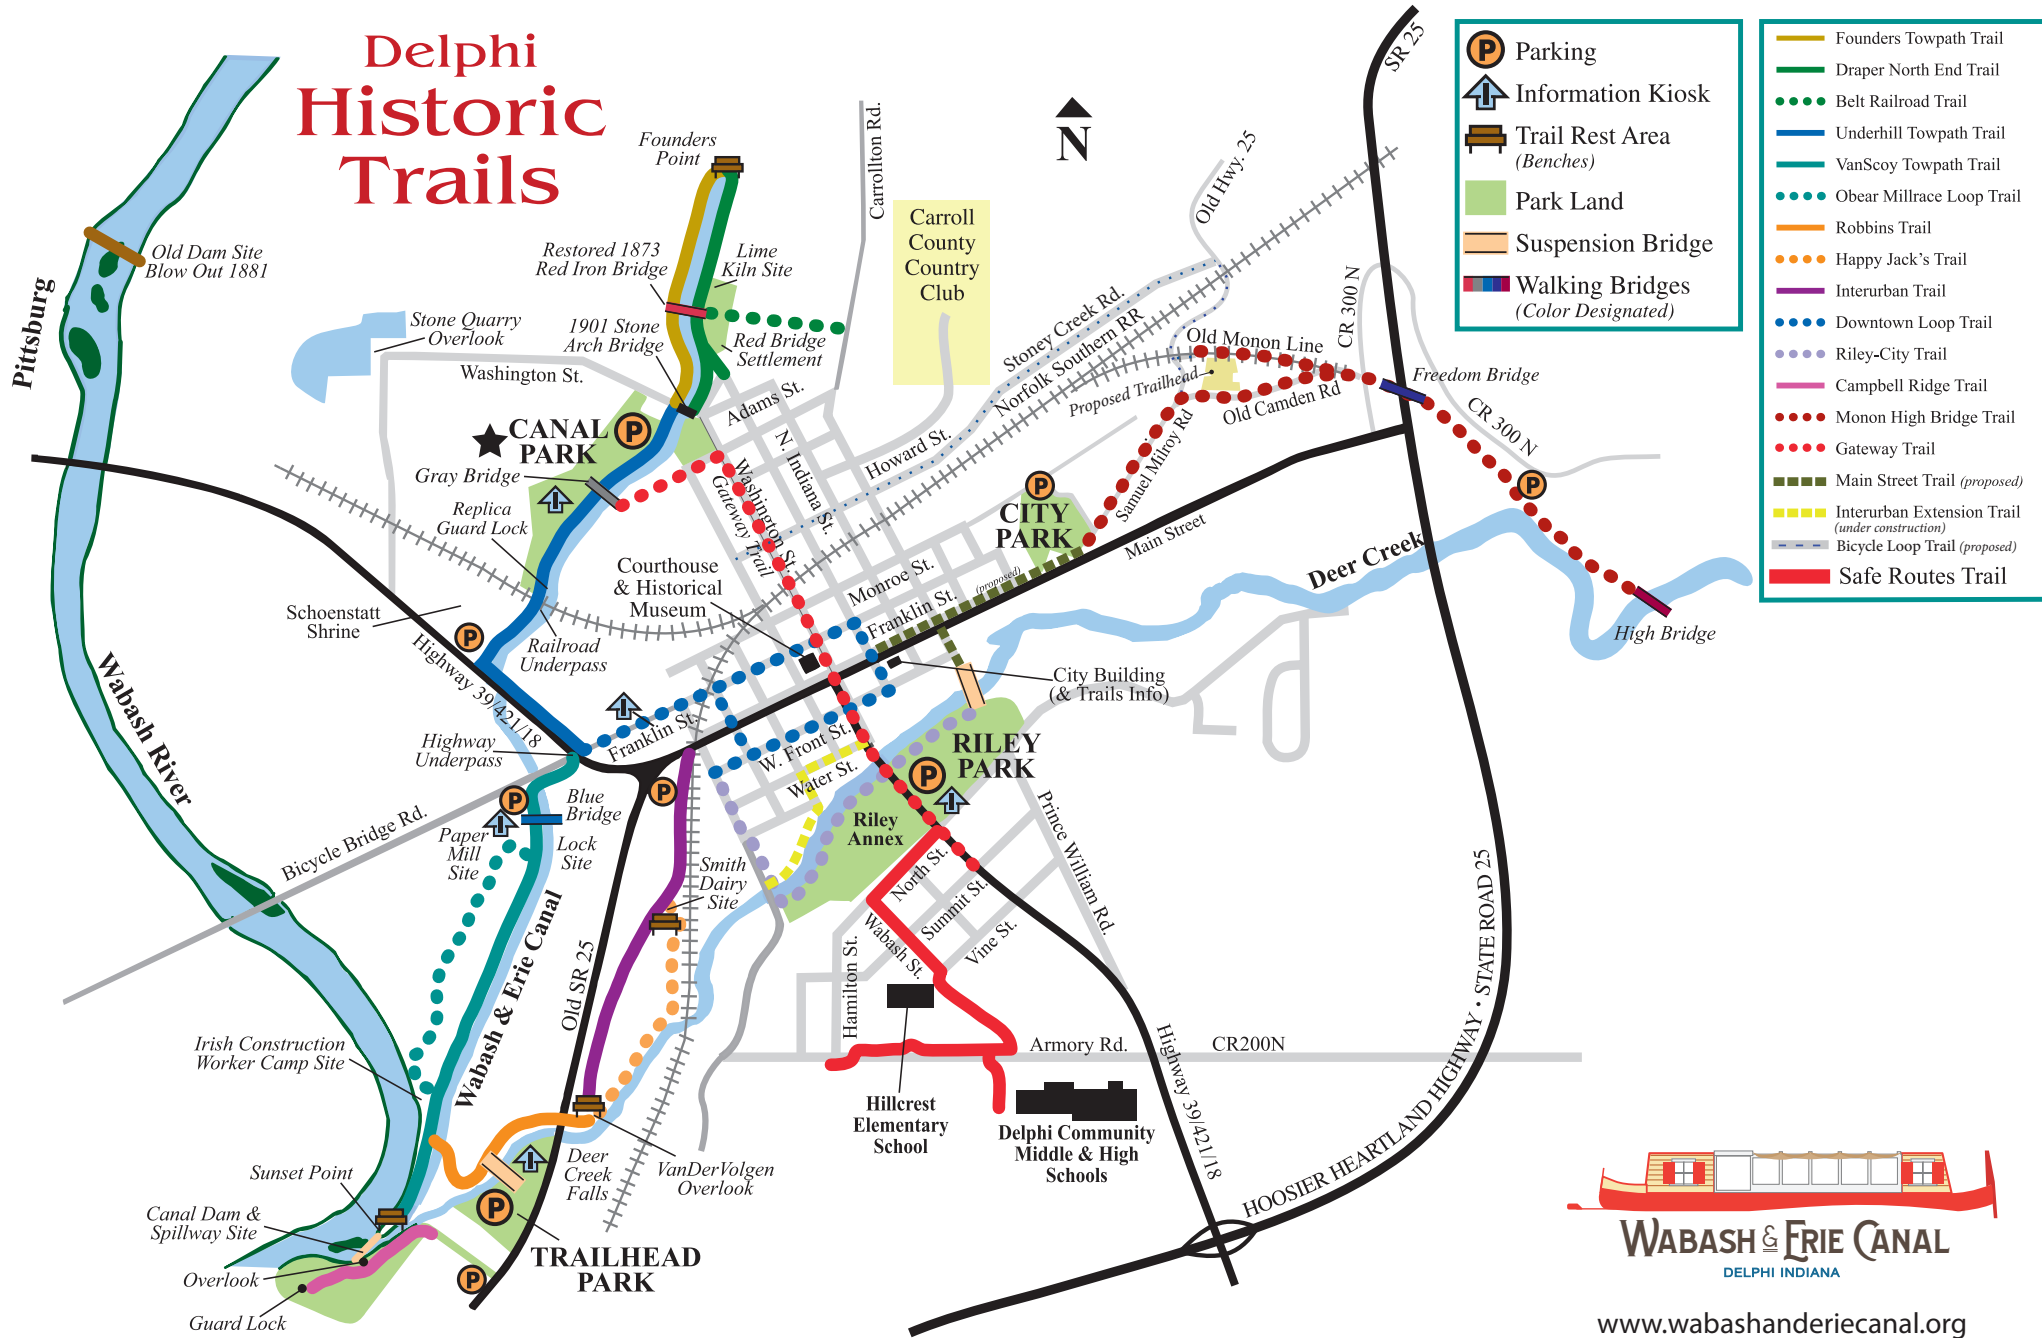 Delphi
Historic
Trails
Founders
Point
Restored 1873
Red Iron Bridge
Lime
Kiln Site
1901 Stone
Arch Bridge
Red Bridge
Settlement
Old Dam Site
Blow Out 1881
Pittsburg
Stone Quarry
Overlook
Washington St.
Adams St.
Carrollton Rd.
Carroll
County
Country
Club
N
Old Hwy. 25
SR 25
Stoney Creek Rd.
Norfolk Southern RR
Old Monon Line
CR 300 N
Proposed Trailhead
Old Camden Rd
Freedom Bridge
CR 300 N
Samuel Milroy Rd
Howard St.
N. Indiana St.
Washington St.
Gateway Trail
CANAL
PARK
P
Gray Bridge
Replica
Guard Lock
Courthouse
& Historical
Museum
Monroe St.
Franklin St.
(proposed)
P
CITY
PARK
Main Street
P
Deer Creek
High Bridge
Schoenstatt
Shrine
P
Railroad
Underpass
Highway 39/421/18
Wabash River
City Building
(& Trails Info)
Franklin St.
W. Front St.
Water St.
Highway
Underpass
RILEY
PARK
P
Riley
Annex
Prince William Rd.
P
P
Blue
Bridge
Bicycle Bridge Rd.
Paper
Mill
Site
Lock
Site
Smith
Dairy
Site
North St.
Summit St.
Wabash St.
Vine St.
Hamilton St.
Wabash & Erie Canal
Old SR 25
Irish Construction
Worker Camp Site
Armory Rd.
CR200N
Highway 39/421/18
HOOSIER HEARTLAND HIGHWAY • STATE ROAD 25
Hillcrest
Elementary
School
Delphi Community
Middle & High
Schools
Sunset Point
Canal Dam &
Spillway Site
Overlook
Guard Lock
Deer
Creek
Falls
VanDerVolgen
Overlook
P
TRAILHEAD
PARK
P
P Parking
Information Kiosk
Trail Rest Area
(Benches)
Park Land
Suspension Bridge
Walking Bridges
(Color Designated)
Founders Towpath Trail
Draper North End Trail
Belt Railroad Trail
Underhill Towpath Trail
VanScoy Towpath Trail
Obear Millrace Loop Trail
Robbins Trail
Happy Jack's Trail
Interurban Trail
Downtown Loop Trail
Riley-City Trail
Campbell Ridge Trail
Monon High Bridge Trail
Gateway Trail
Main Street Trail (proposed)
Interurban Extension Trail
(under construction)
Bicycle Loop Trail (proposed)
Safe Routes Trail
WABASH & ERIE CANAL
DELPHI INDIANA
www.wabashanderiecanal.org